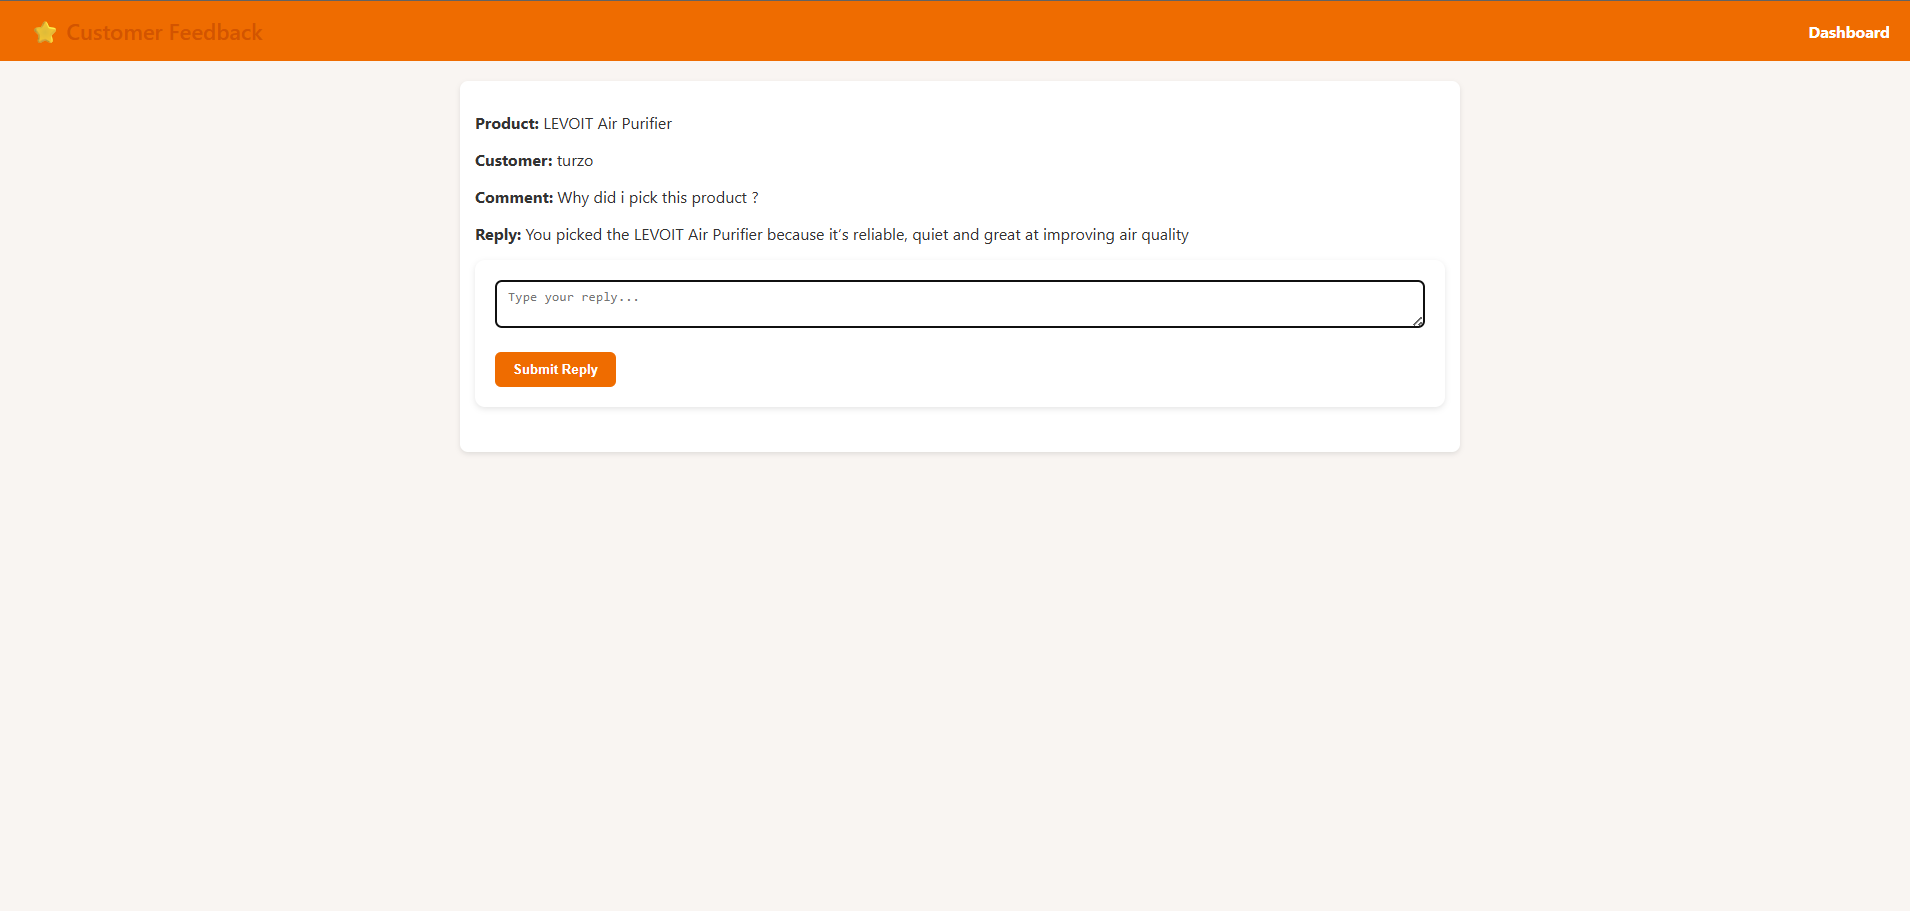 Customer Feedback
Dashboard
Product: LEVOIT Air Purifier
Customer: turzo
Comment: Why did i pick this product ?
Reply: You picked the LEVOIT Air Purifier because it’s reliable, quiet and great at improving air quality
Type your reply...
Submit Reply